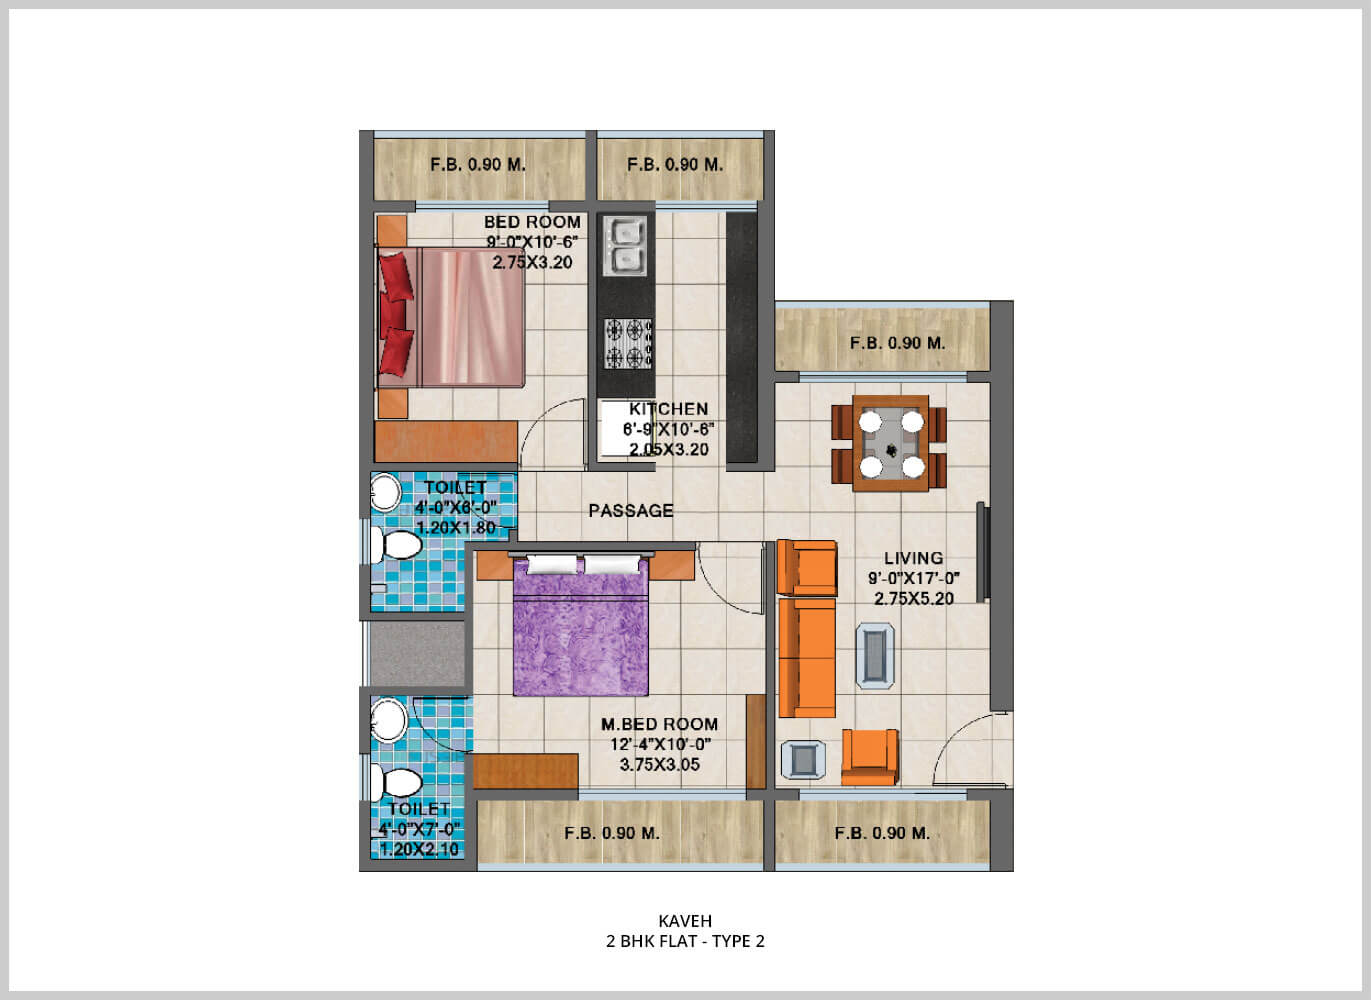 F.B. 0.90 M.
F.B. 0.90 M.
BED ROOM
9'-0"X10'-6"
2.75X3.20
F.B. 0.90 M.
KITCHEN
6'-9"X10'-6"
2.05X3.20
TOILET
4'-0"X6'-0"
1.20X1.80
PASSAGE
LIVING
9'-0"X17'-0"
2.75X5.20
M.BED ROOM
12'-4"X10'-0"
3.75X3.05
TOILET
4'-0"X7'-0"
1.20X2.10
F.B. 0.90 M.
F.B. 0.90 M.
KAVEH
2 BHK FLAT - TYPE 2